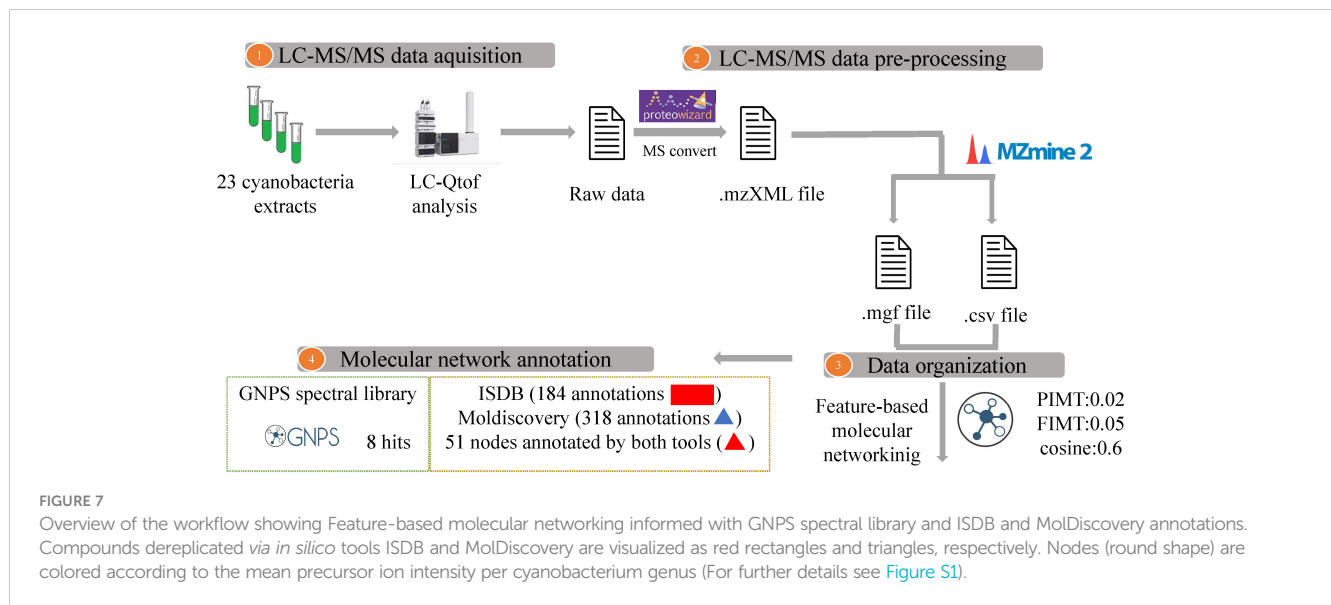 1 LC-MS/MS data aquisition
2 LC-MS/MS data pre-processing
proteowizard
MS convert
MZmine 2
23 cyanobacteria
extracts
LC-Qtof
analysis
Raw data
.mzXML file
.mgf file
.csv file
4 Molecular network annotation
3 Data organization
GNPS spectral library
GNPS 8 hits
ISDB (184 annotations )
Moldiscovery (318 annotations )
51 nodes annotated by both tools ( )
Feature-based
molecular
networkinig
PIMT:0.02
FIMT:0.05
cosine:0.6
FIGURE 7
Overview of the workflow showing Feature-based molecular networking informed with GNPS spectral library and ISDB and MolDiscovery annotations.
Compounds dereplicated via in silico tools ISDB and MolDiscovery are visualized as red rectangles and triangles, respectively. Nodes (round shape) are
colored according to the mean precursor ion intensity per cyanobacterium genus (For further details see Figure S1).